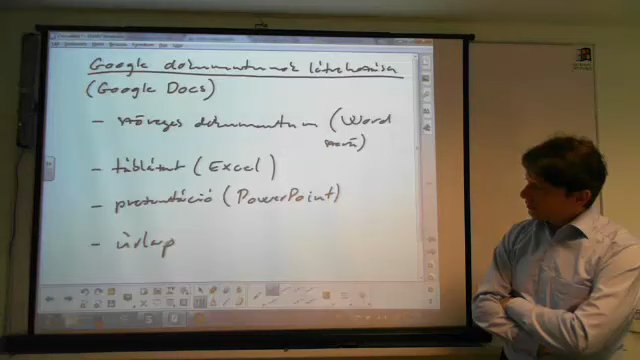 Google dokumentumok létrehozása
(Google Docs)
- szöveges dokumentum (Word
szerű)
- táblázat (Excel)
- prezentáció (PowerPoint)
- űrlap